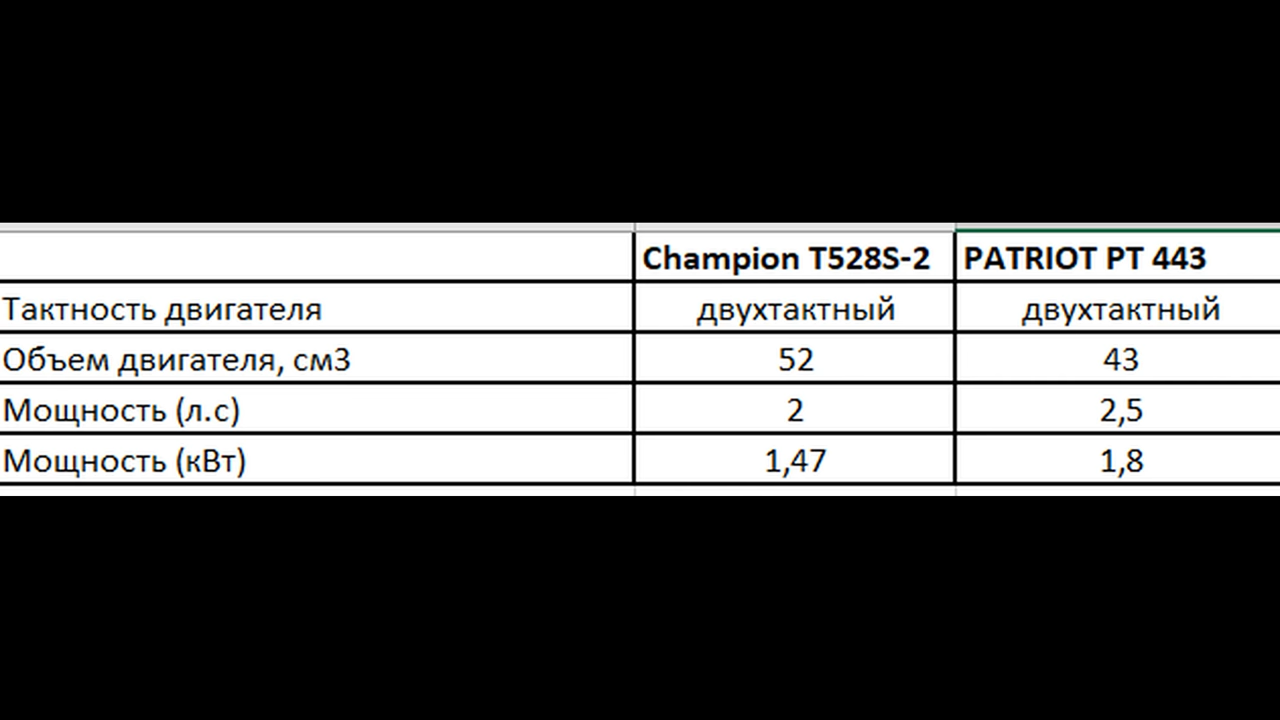 Champion T528S-2 PATRIOT PT 443
Тактность двигателя двухтактный двухтактный
Объем двигателя, см3 52 43
Мощность (л.с) 2 2,5
Мощность (кВт) 1,47 1,8